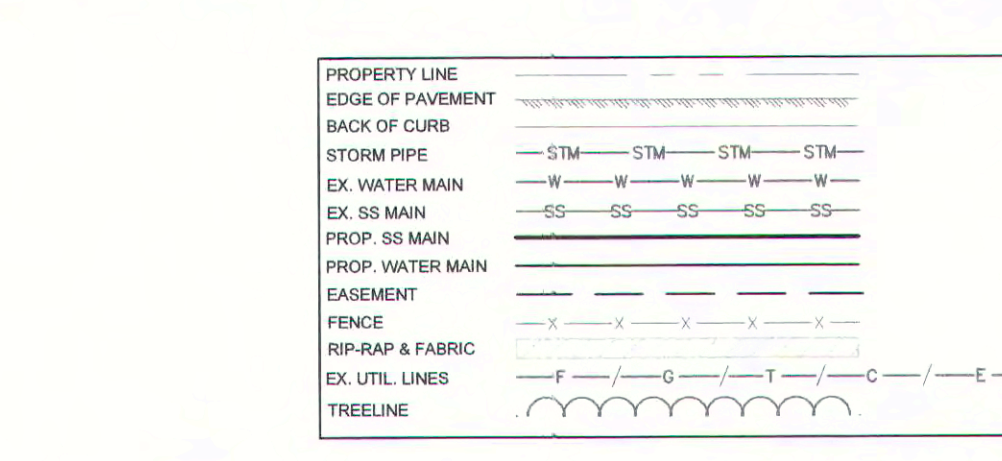 PROPERTY LINE
EDGE OF PAVEMENT
BACK OF CURB
STORM PIPE STM STM STM STM
EX. WATER MAIN W W W W W
EX. SS MAIN SS SS SS SS SS
PROP. SS MAIN
PROP. WATER MAIN
EASEMENT
FENCE X X X X X
RIP-RAP & FABRIC
EX. UTIL. LINES F / G / T / C / E
TREELINE